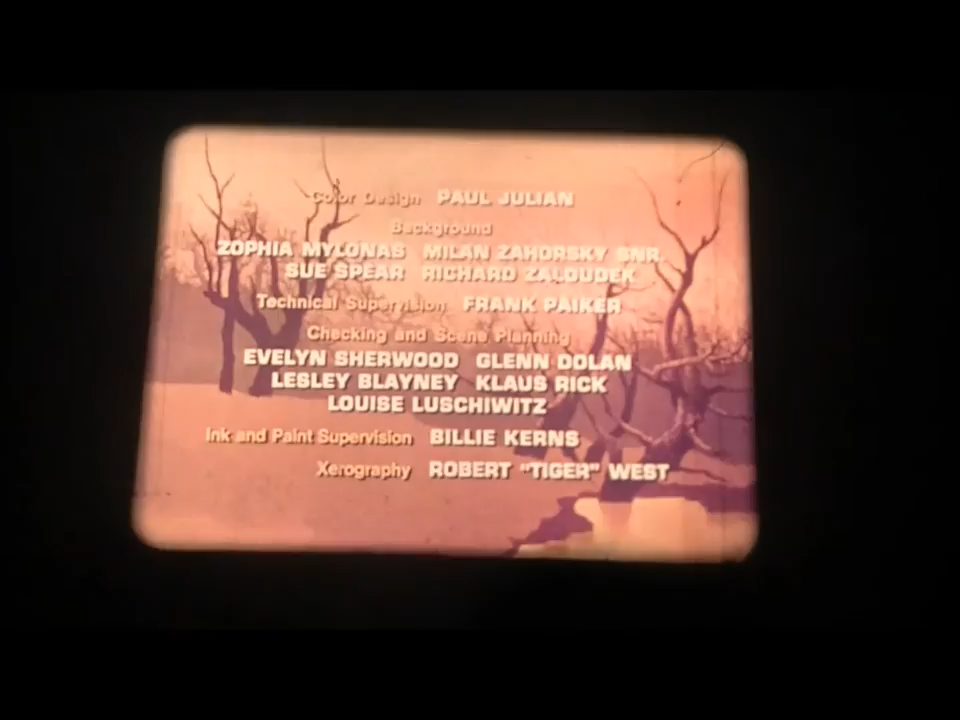 Color Design PAUL JULIAN
Background
ZOPHIA MYLONAS MILAN ZAHORSKY SNR.
SUE SPEAR RICHARD ZALOUDEK
Technical Supervision FRANK PAIKER
Checking and Scene Planning
EVELYN SHERWOOD GLENN DOLAN
LESLEY BLAYNEY KLAUS RICK
LOUISE LUSCHIWITZ
Ink and Paint Supervision BILLIE KERNS
Xerography ROBERT "TIGER" WEST